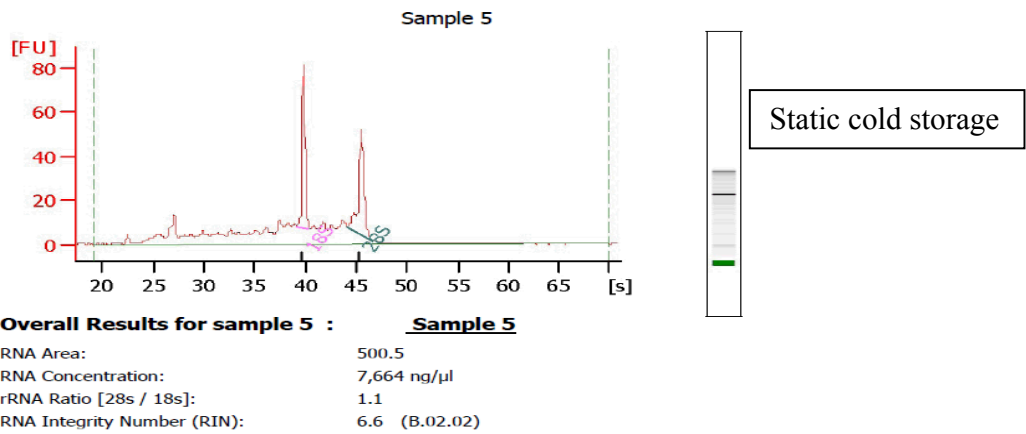 Sample 5
[FU]
80
60
40
20
0
18S
28S
20 25 30 35 40 45 50 55 60 65 [s]
Static cold storage
Overall Results for sample 5 : Sample 5
RNA Area: 500.5
RNA Concentration: 7,664 ng/µl
rRNA Ratio [28s / 18s]: 1.1
RNA Integrity Number (RIN): 6.6 (B.02.02)